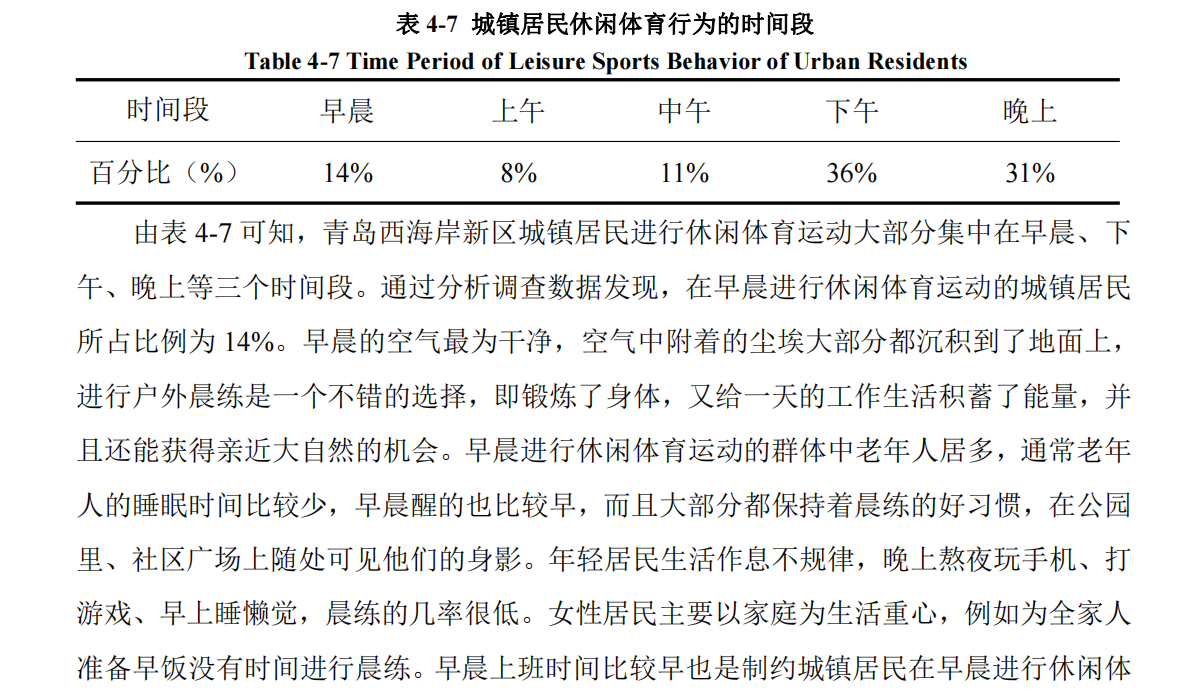 表 4-7 城镇居民休闲体育行为的时间段
Table 4-7 Time Period of Leisure Sports Behavior of Urban Residents
时间段 早晨 上午 中午 下午 晚上
百分比（%） 14% 8% 11% 36% 31%
由表 4-7 可知，青岛西海岸新区城镇居民进行休闲体育运动大部分集中在早晨、下
午、晚上等三个时间段。通过分析调查数据发现，在早晨进行休闲体育运动的城镇居民
所占比例为 14%。早晨的空气最为干净，空气中附着的尘埃大部分都沉积到了地面上，
进行户外晨练是一个不错的选择，即锻炼了身体，又给一天的工作生活积蓄了能量，并
且还能获得亲近大自然的机会。早晨进行休闲体育运动的群体中老年人居多，通常老年
人的睡眠时间比较少，早晨醒的也比较早，而且大部分都保持着晨练的好习惯，在公园
里、社区广场上随处可见他们的身影。年轻居民生活作息不规律，晚上熬夜玩手机、打
游戏、早上睡懒觉，晨练的几率很低。女性居民主要以家庭为生活重心，例如为全家人
准备早饭没有时间进行晨练。早晨上班时间比较早也是制约城镇居民在早晨进行休闲体